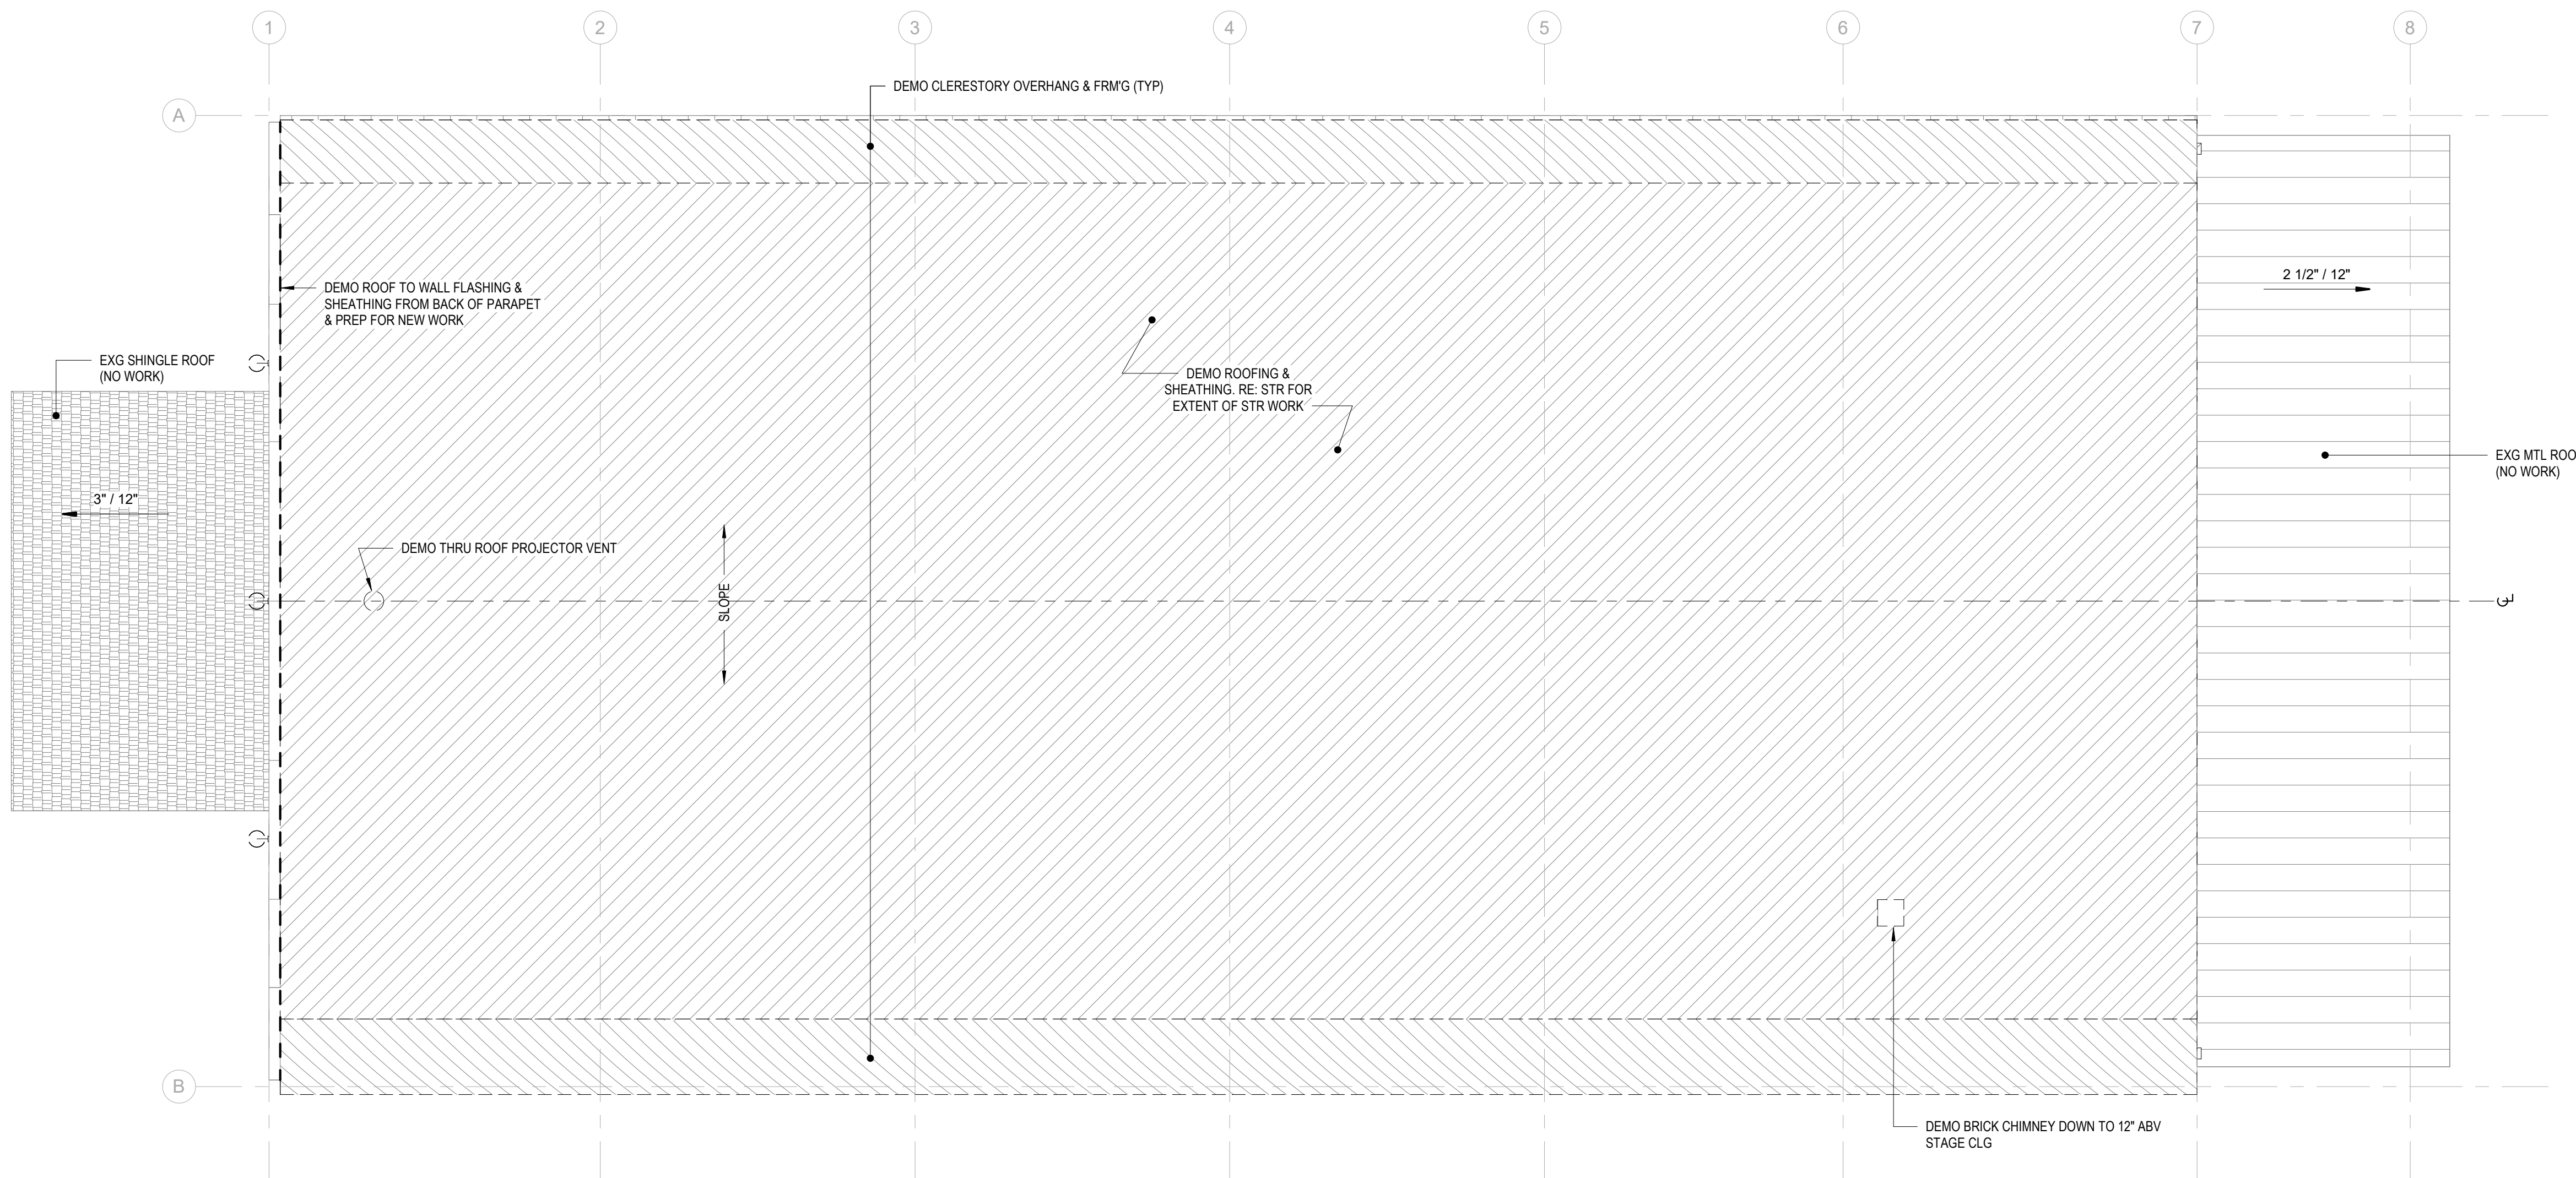 1 2 3 4 5 6 7 8
DEMO CLERESTORY OVERHANG & FRM'G (TYP)
A
2 1/2" / 12"
DEMO ROOF TO WALL FLASHING &
SHEATHING FROM BACK OF PARAPET
& PREP FOR NEW WORK
EXG SHINGLE ROOF
(NO WORK)
DEMO ROOFING &
SHEATHING. RE: STR FOR
EXTENT OF STR WORK
EXG MTL ROO
(NO WORK)
3" / 12"
DEMO THRU ROOF PROJECTOR VENT
SLOPE
B
DEMO BRICK CHIMNEY DOWN TO 12" ABV
STAGE CLG